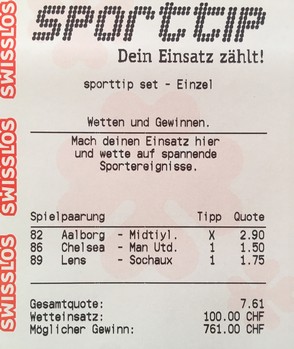 sporttip
Dein Einsatz zählt!
sporttip set - Einzel
Wetten und Gewinnen.
Mach deinen Einsatz hier
und wette auf spannende
Sportereignisse.
Spielpaarung Tipp Quote
82 Aalborg - Midtjyl. X 2.90
86 Chelsea - Man Utd. 1 1.50
89 Lens - Sochaux 1 1.75
Gesamtquote: 7.61
Wetteinsatz: 100.00 CHF
Möglicher Gewinn: 761.00 CHF
SWISSLOS
SWISSLOS
SWISSLOS